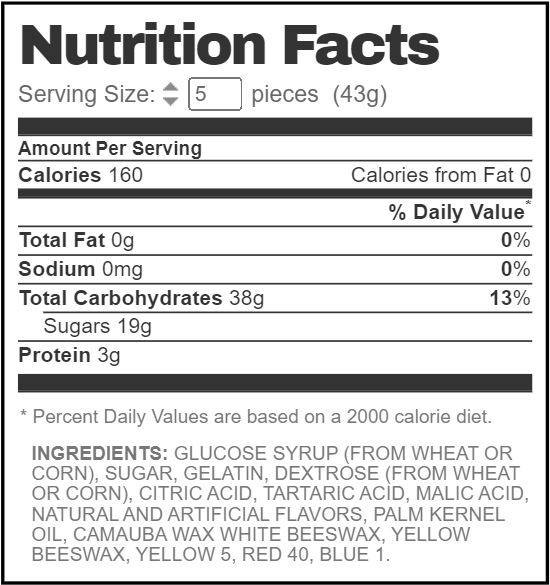 Nutrition Facts
Serving Size: 5 pieces (43g)
Amount Per Serving
Calories 160 Calories from Fat 0
% Daily Value*
Total Fat 0g 0%
Sodium 0mg 0%
Total Carbohydrates 38g 13%
Sugars 19g
Protein 3g
* Percent Daily Values are based on a 2000 calorie diet.
INGREDIENTS: GLUCOSE SYRUP (FROM WHEAT OR
CORN), SUGAR, GELATIN, DEXTROSE (FROM WHEAT
OR CORN), CITRIC ACID, TARTARIC ACID, MALIC ACID,
NATURAL AND ARTIFICIAL FLAVORS, PALM KERNEL
OIL, CAMAUBA WAX WHITE BEESWAX, YELLOW
BEESWAX, YELLOW 5, RED 40, BLUE 1.